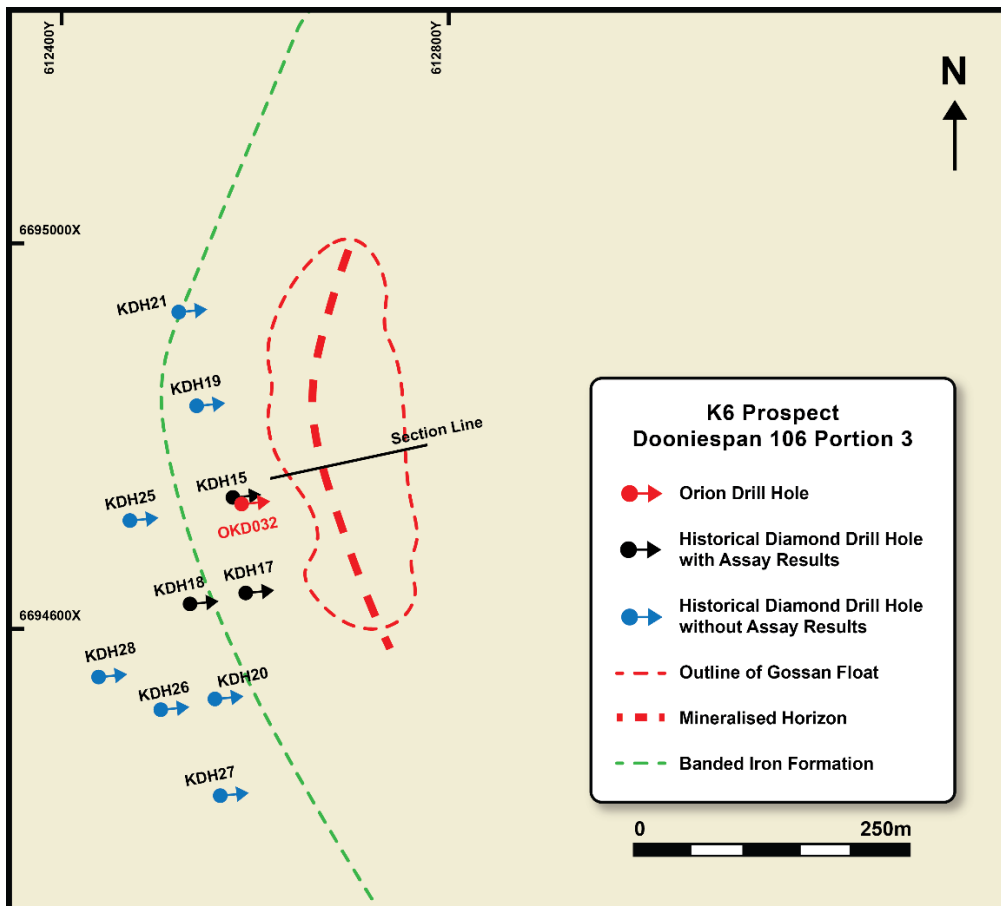 612400Y
612800Y
N
6695000X
KDH21
KDH19
Section Line
KDH15
KDH25
OKD032
KDH17
KDH18
6694600X
KDH28
KDH20
KDH26
KDH27
K6 Prospect
Dooniespan 106 Portion 3
Orion Drill Hole
Historical Diamond Drill Hole
with Assay Results
Historical Diamond Drill Hole
without Assay Results
Outline of Gossan Float
Mineralised Horizon
Banded Iron Formation
0 250m